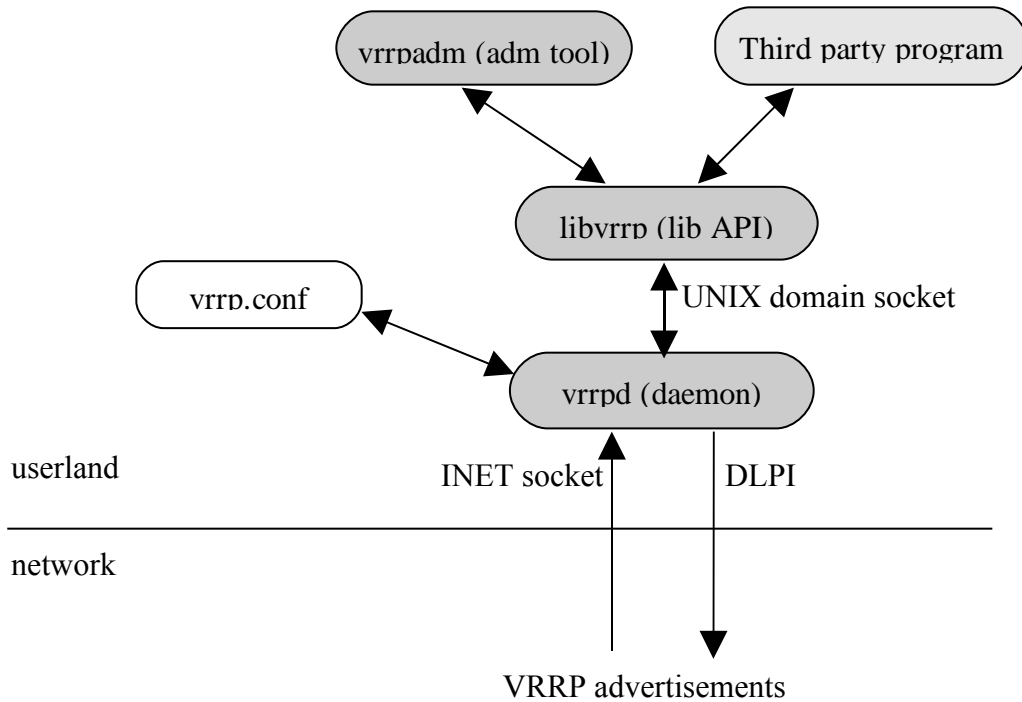 vrrpadm (adm tool)
Third party program
libvrrp (lib API)
vrrp.conf
UNIX domain socket
vrrpd (daemon)
userland
INET socket
DLPI
network
VRRP advertisements